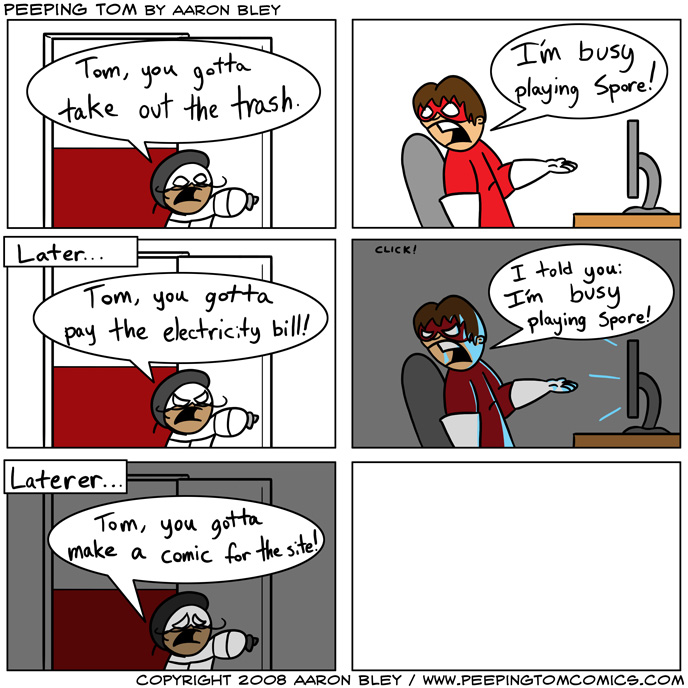 PEEPING TOM BY AARON BLEY
Tom, you gotta
take out the trash.
I'm busy
playing Spore!
Later...
Tom, you gotta
pay the electricity bill!
CLICK!
I told you:
I'm busy
playing Spore!
Laterer...
Tom, you gotta
make a comic for the site!
COPYRIGHT 2008 AARON BLEY / WWW.PEEPINGTOMCOMICS.COM